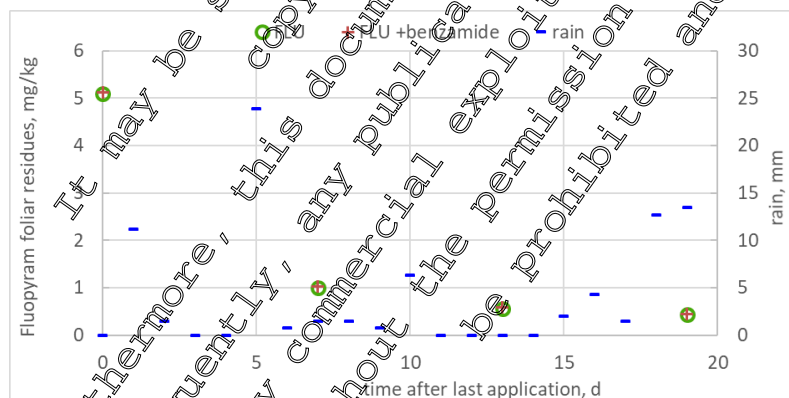 FLU FLU +benzamide rain
6 30
5 25
4 20
3 15
2 10
1 5
0 0
0 5 10 15 20
Fluopyram foliar residues, mg/kg
rain, mm
time after last application, d
It may be s
copy
thermore, this docum
quently, any publica
y commercial exploit
hout the permission
be prohibited and